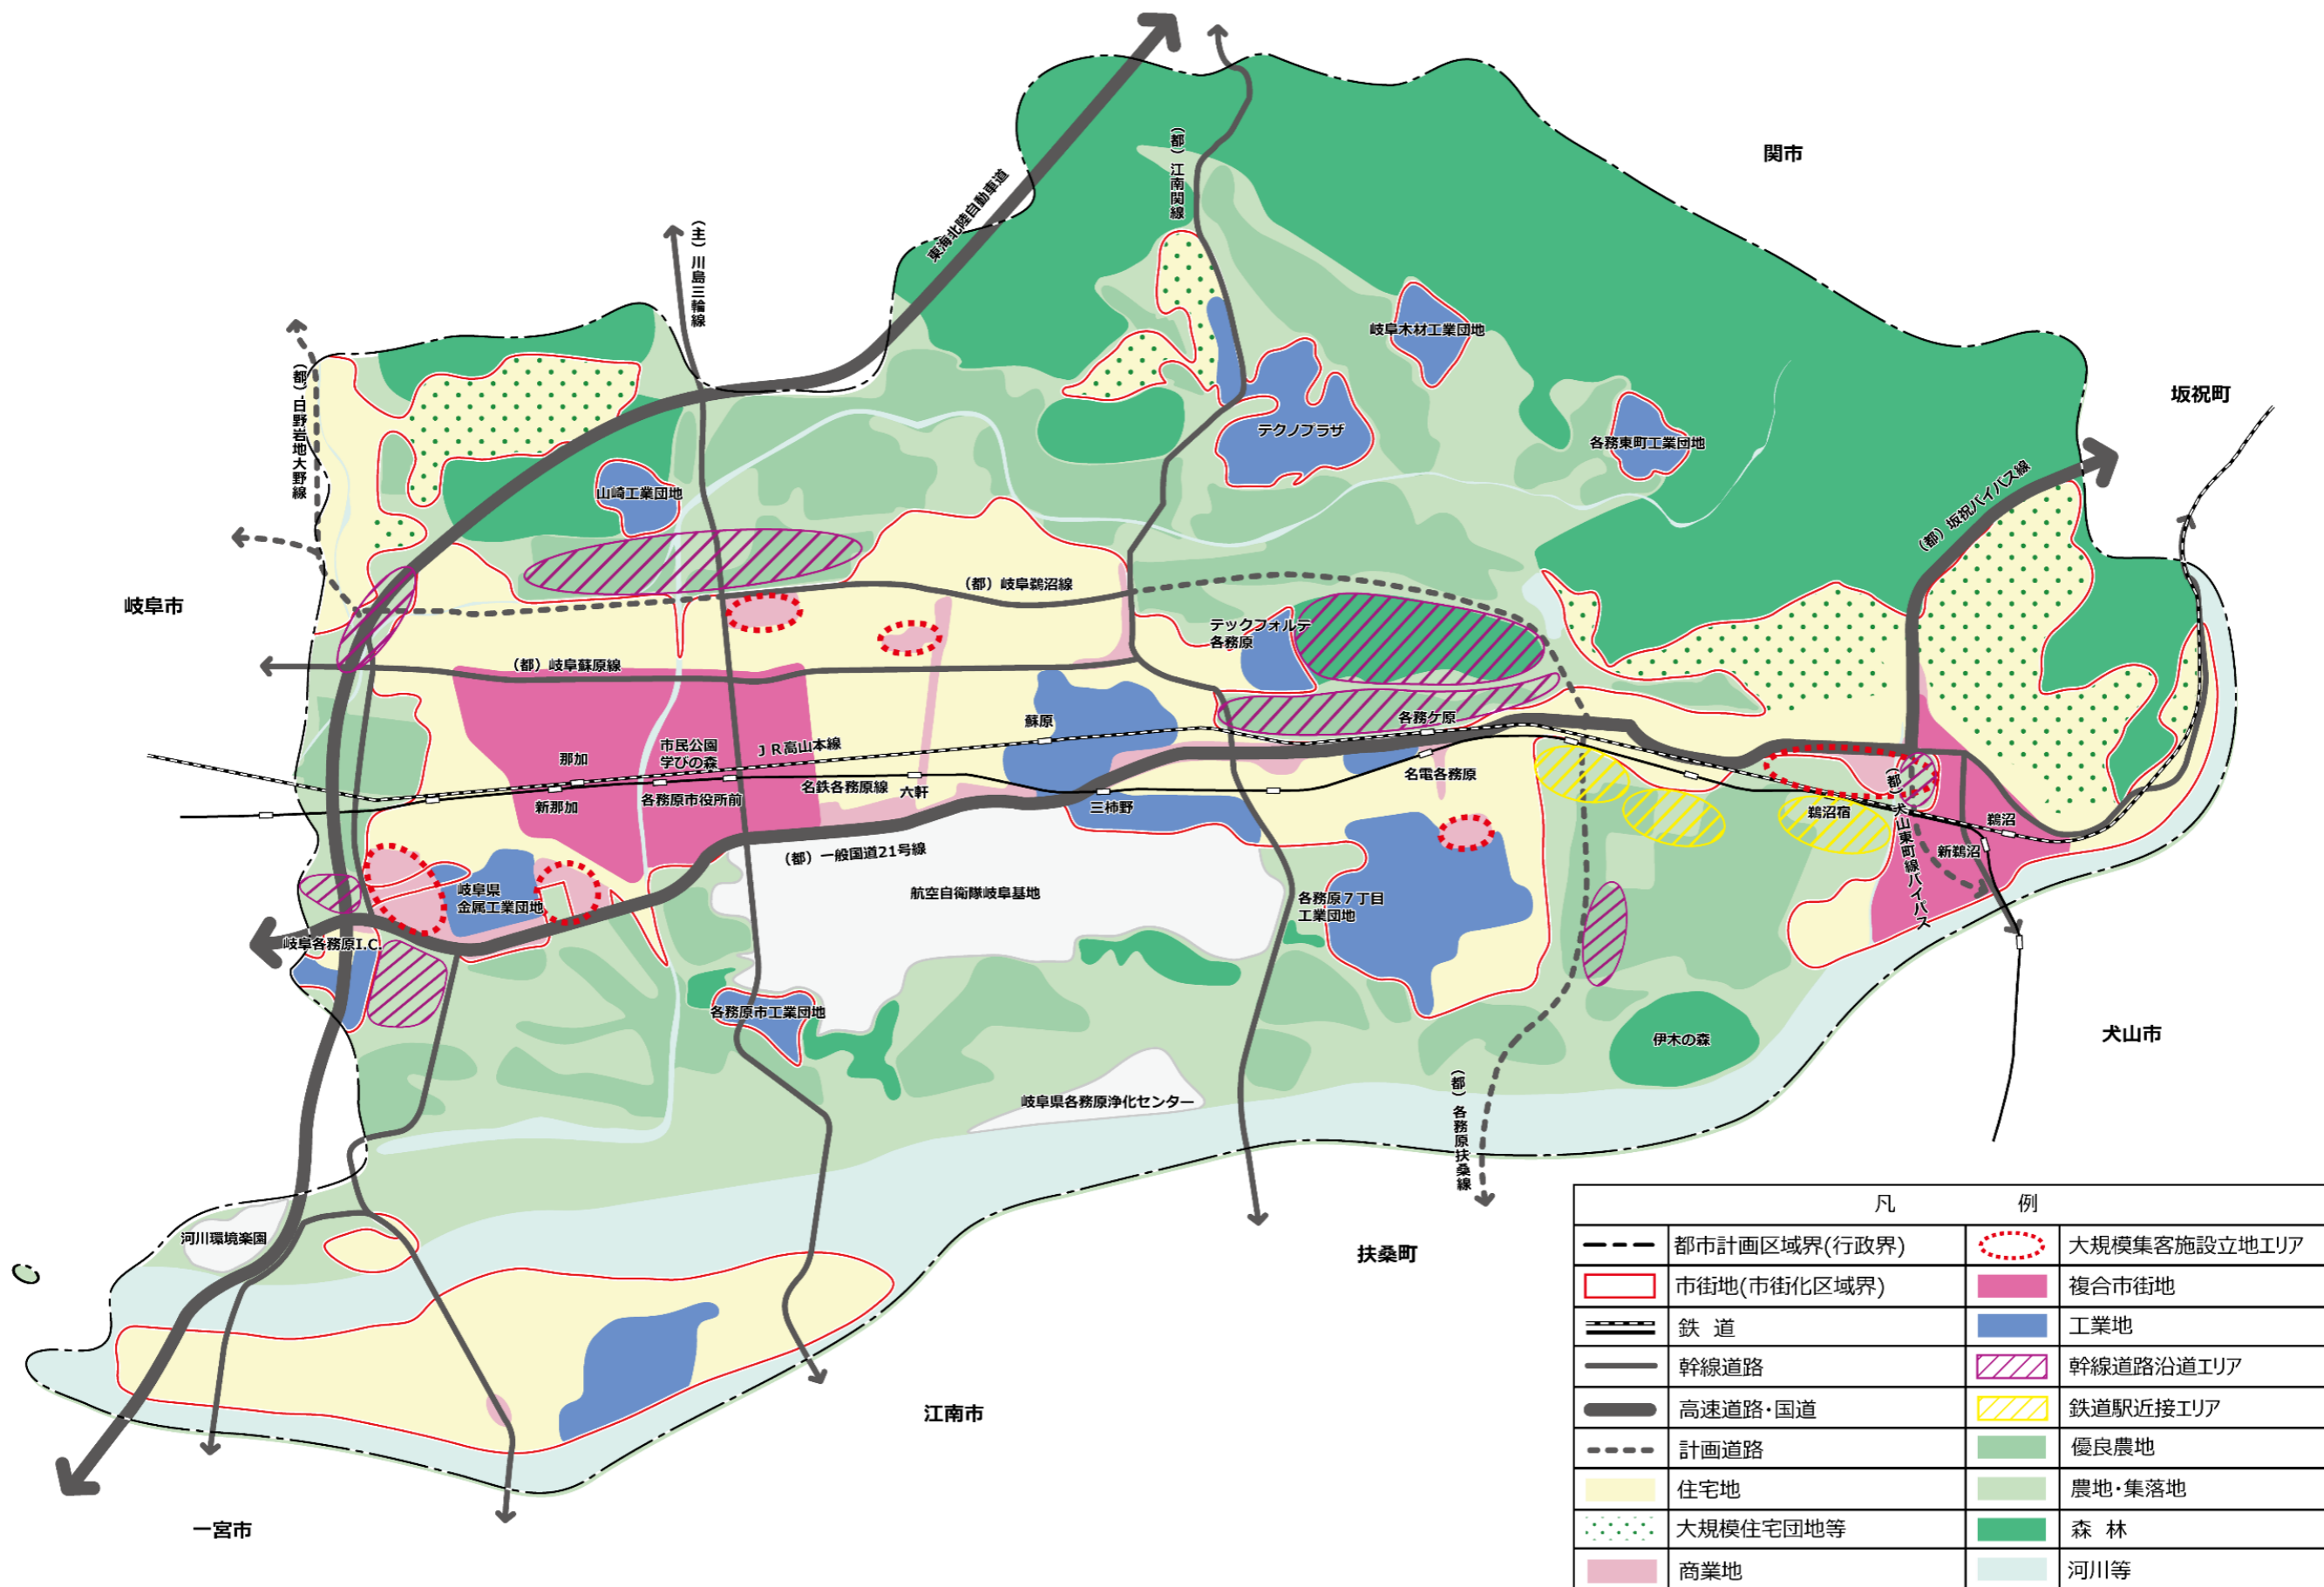 関市
坂祝町
岐阜市
犬山市
扶桑町
江南市
一宮市
東海北陸自動車道
(都)江南関線
(主)川島三輪線
(都)日野岩地大野線
岐阜木材工業団地
テクノプラザ
各務東町工業団地
山崎工業団地
(都)坂祝バイパス線
(都)岐阜鵜沼線
テックフォルテ
各務原
(都)岐阜蘇原線
蘇原
各務ケ原
那加
市民公園
学びの森
JR高山本線
名電各務原
新那加
各務原市役所前
名鉄各務原線
六軒
三柿野
鵜沼宿
(都)犬山東町線バイパス
鵜沼
新鵜沼
(都)一般国道21号線
岐阜県
金属工業団地
航空自衛隊岐阜基地
各務原7丁目
工業団地
岐阜各務原I.C.
各務原市工業団地
伊木の森
岐阜県各務原浄化センター
(都)各務原扶桑線
河川環境楽園
凡 例
都市計画区域界(行政界)
大規模集客施設立地エリア
市街地(市街化区域界)
複合市街地
鉄 道
工業地
幹線道路
幹線道路沿道エリア
高速道路・国道
鉄道駅近接エリア
計画道路
優良農地
住宅地
農地・集落地
大規模住宅団地等
森 林
商業地
河川等